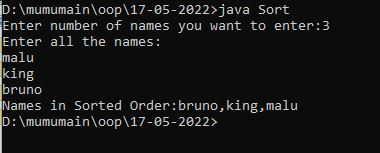 D:\mumumain\oop\17-05-2022>java Sort
Enter number of names you want to enter:3
Enter all the names:
malu
king
bruno
Names in Sorted Order:bruno,king,malu
D:\mumumain\oop\17-05-2022>